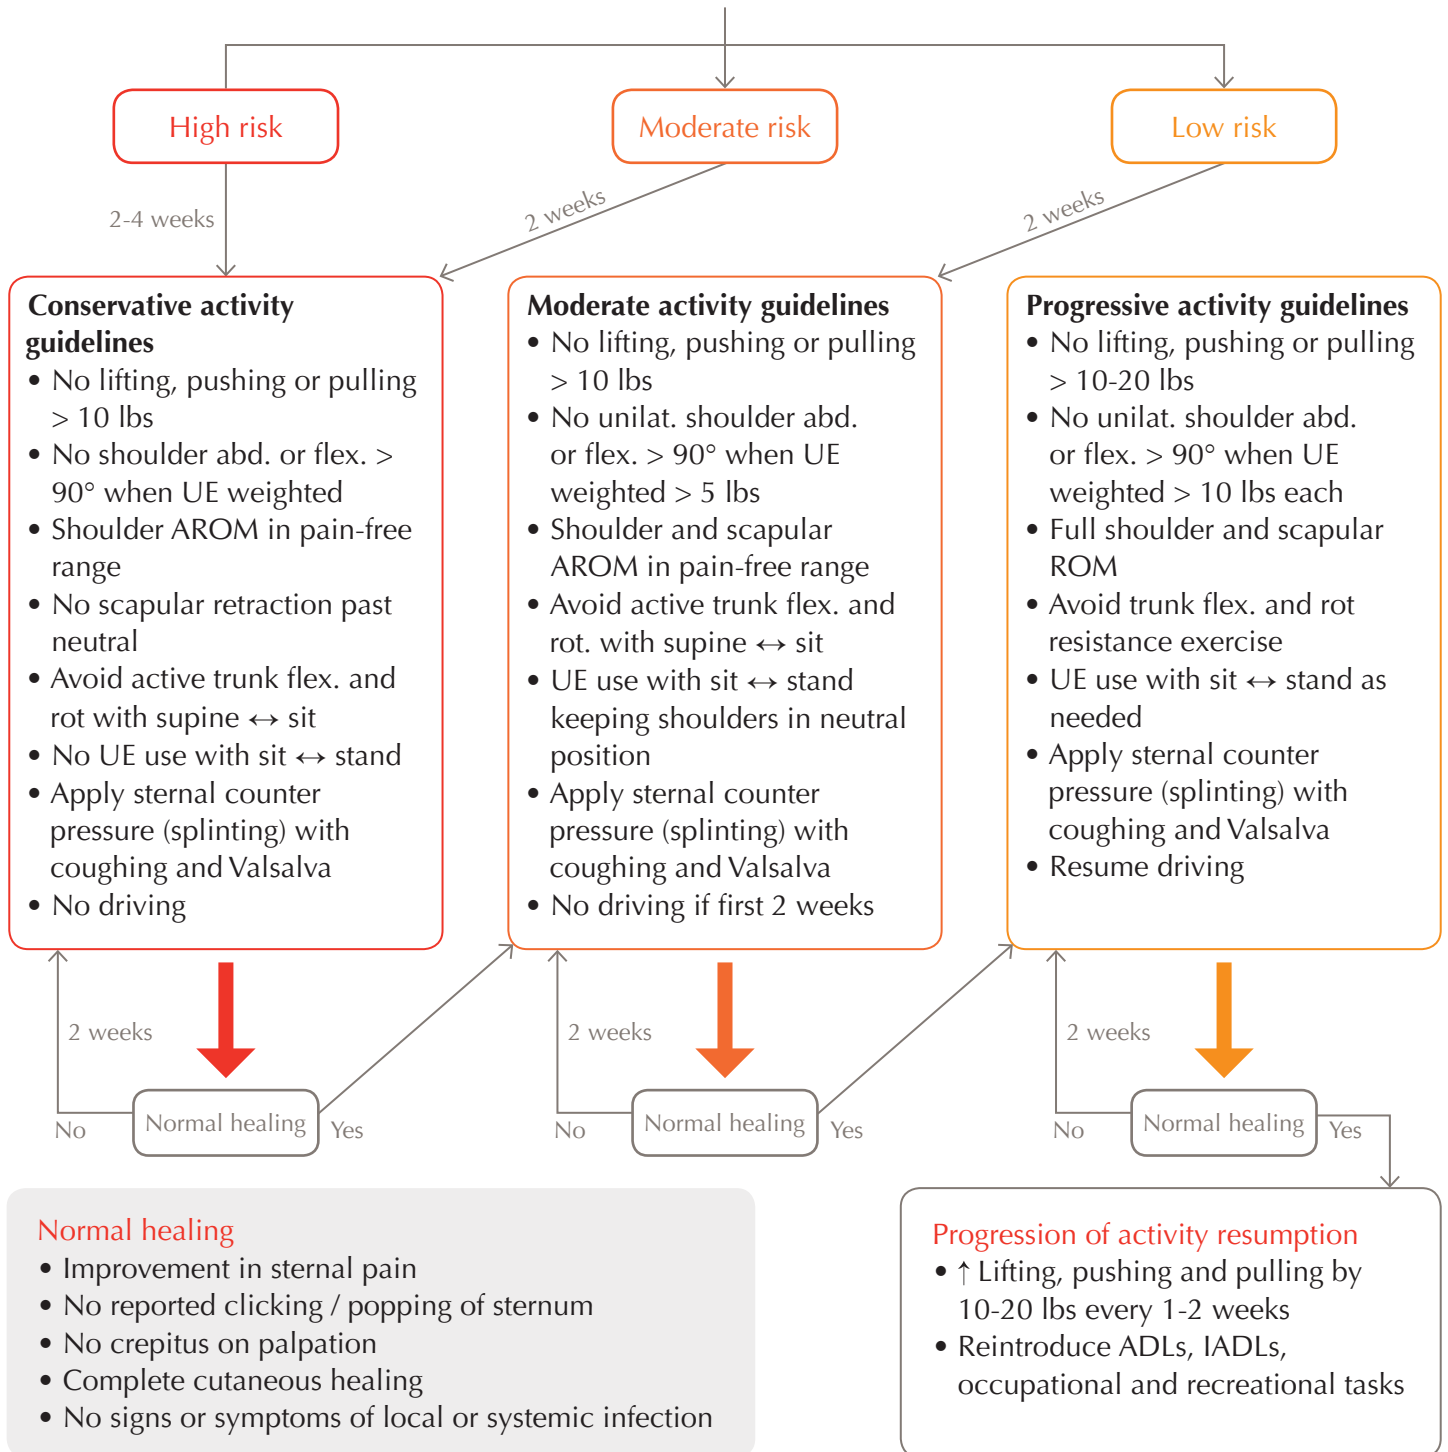 High risk
Moderate risk
Low risk
2-4 weeks
2 weeks
2 weeks
Conservative activity
guidelines
• No lifting, pushing or pulling
> 10 lbs
• No shoulder abd. or flex. >
90° when UE weighted
• Shoulder AROM in pain-free
range
• No scapular retraction past
neutral
• Avoid active trunk flex. and
rot with supine ↔ sit
• No UE use with sit ↔ stand
• Apply sternal counter
pressure (splinting) with
coughing and Valsalva
• No driving
Moderate activity guidelines
• No lifting, pushing or pulling
> 10 lbs
• No unilat. shoulder abd.
or flex. > 90° when UE
weighted > 5 lbs
• Shoulder and scapular
AROM in pain-free range
• Avoid active trunk flex. and
rot. with supine ↔ sit
• UE use with sit ↔ stand
keeping shoulders in neutral
position
• Apply sternal counter
pressure (splinting) with
coughing and Valsalva
• No driving if first 2 weeks
Progressive activity guidelines
• No lifting, pushing or pulling
> 10-20 lbs
• No unilat. shoulder abd.
or flex. > 90° when UE
weighted > 10 lbs each
• Full shoulder and scapular
ROM
• Avoid trunk flex. and rot
resistance exercise
• UE use with sit ↔ stand as
needed
• Apply sternal counter
pressure (splinting) with
coughing and Valsalva
• Resume driving
2 weeks
No
Normal healing
Yes
2 weeks
No
Normal healing
Yes
2 weeks
No
Normal healing
Yes
Normal healing
• Improvement in sternal pain
• No reported clicking / popping of sternum
• No crepitus on palpation
• Complete cutaneous healing
• No signs or symptoms of local or systemic infection
Progression of activity resumption
• ↑ Lifting, pushing and pulling by
10-20 lbs every 1-2 weeks
• Reintroduce ADLs, IADLs,
occupational and recreational tasks